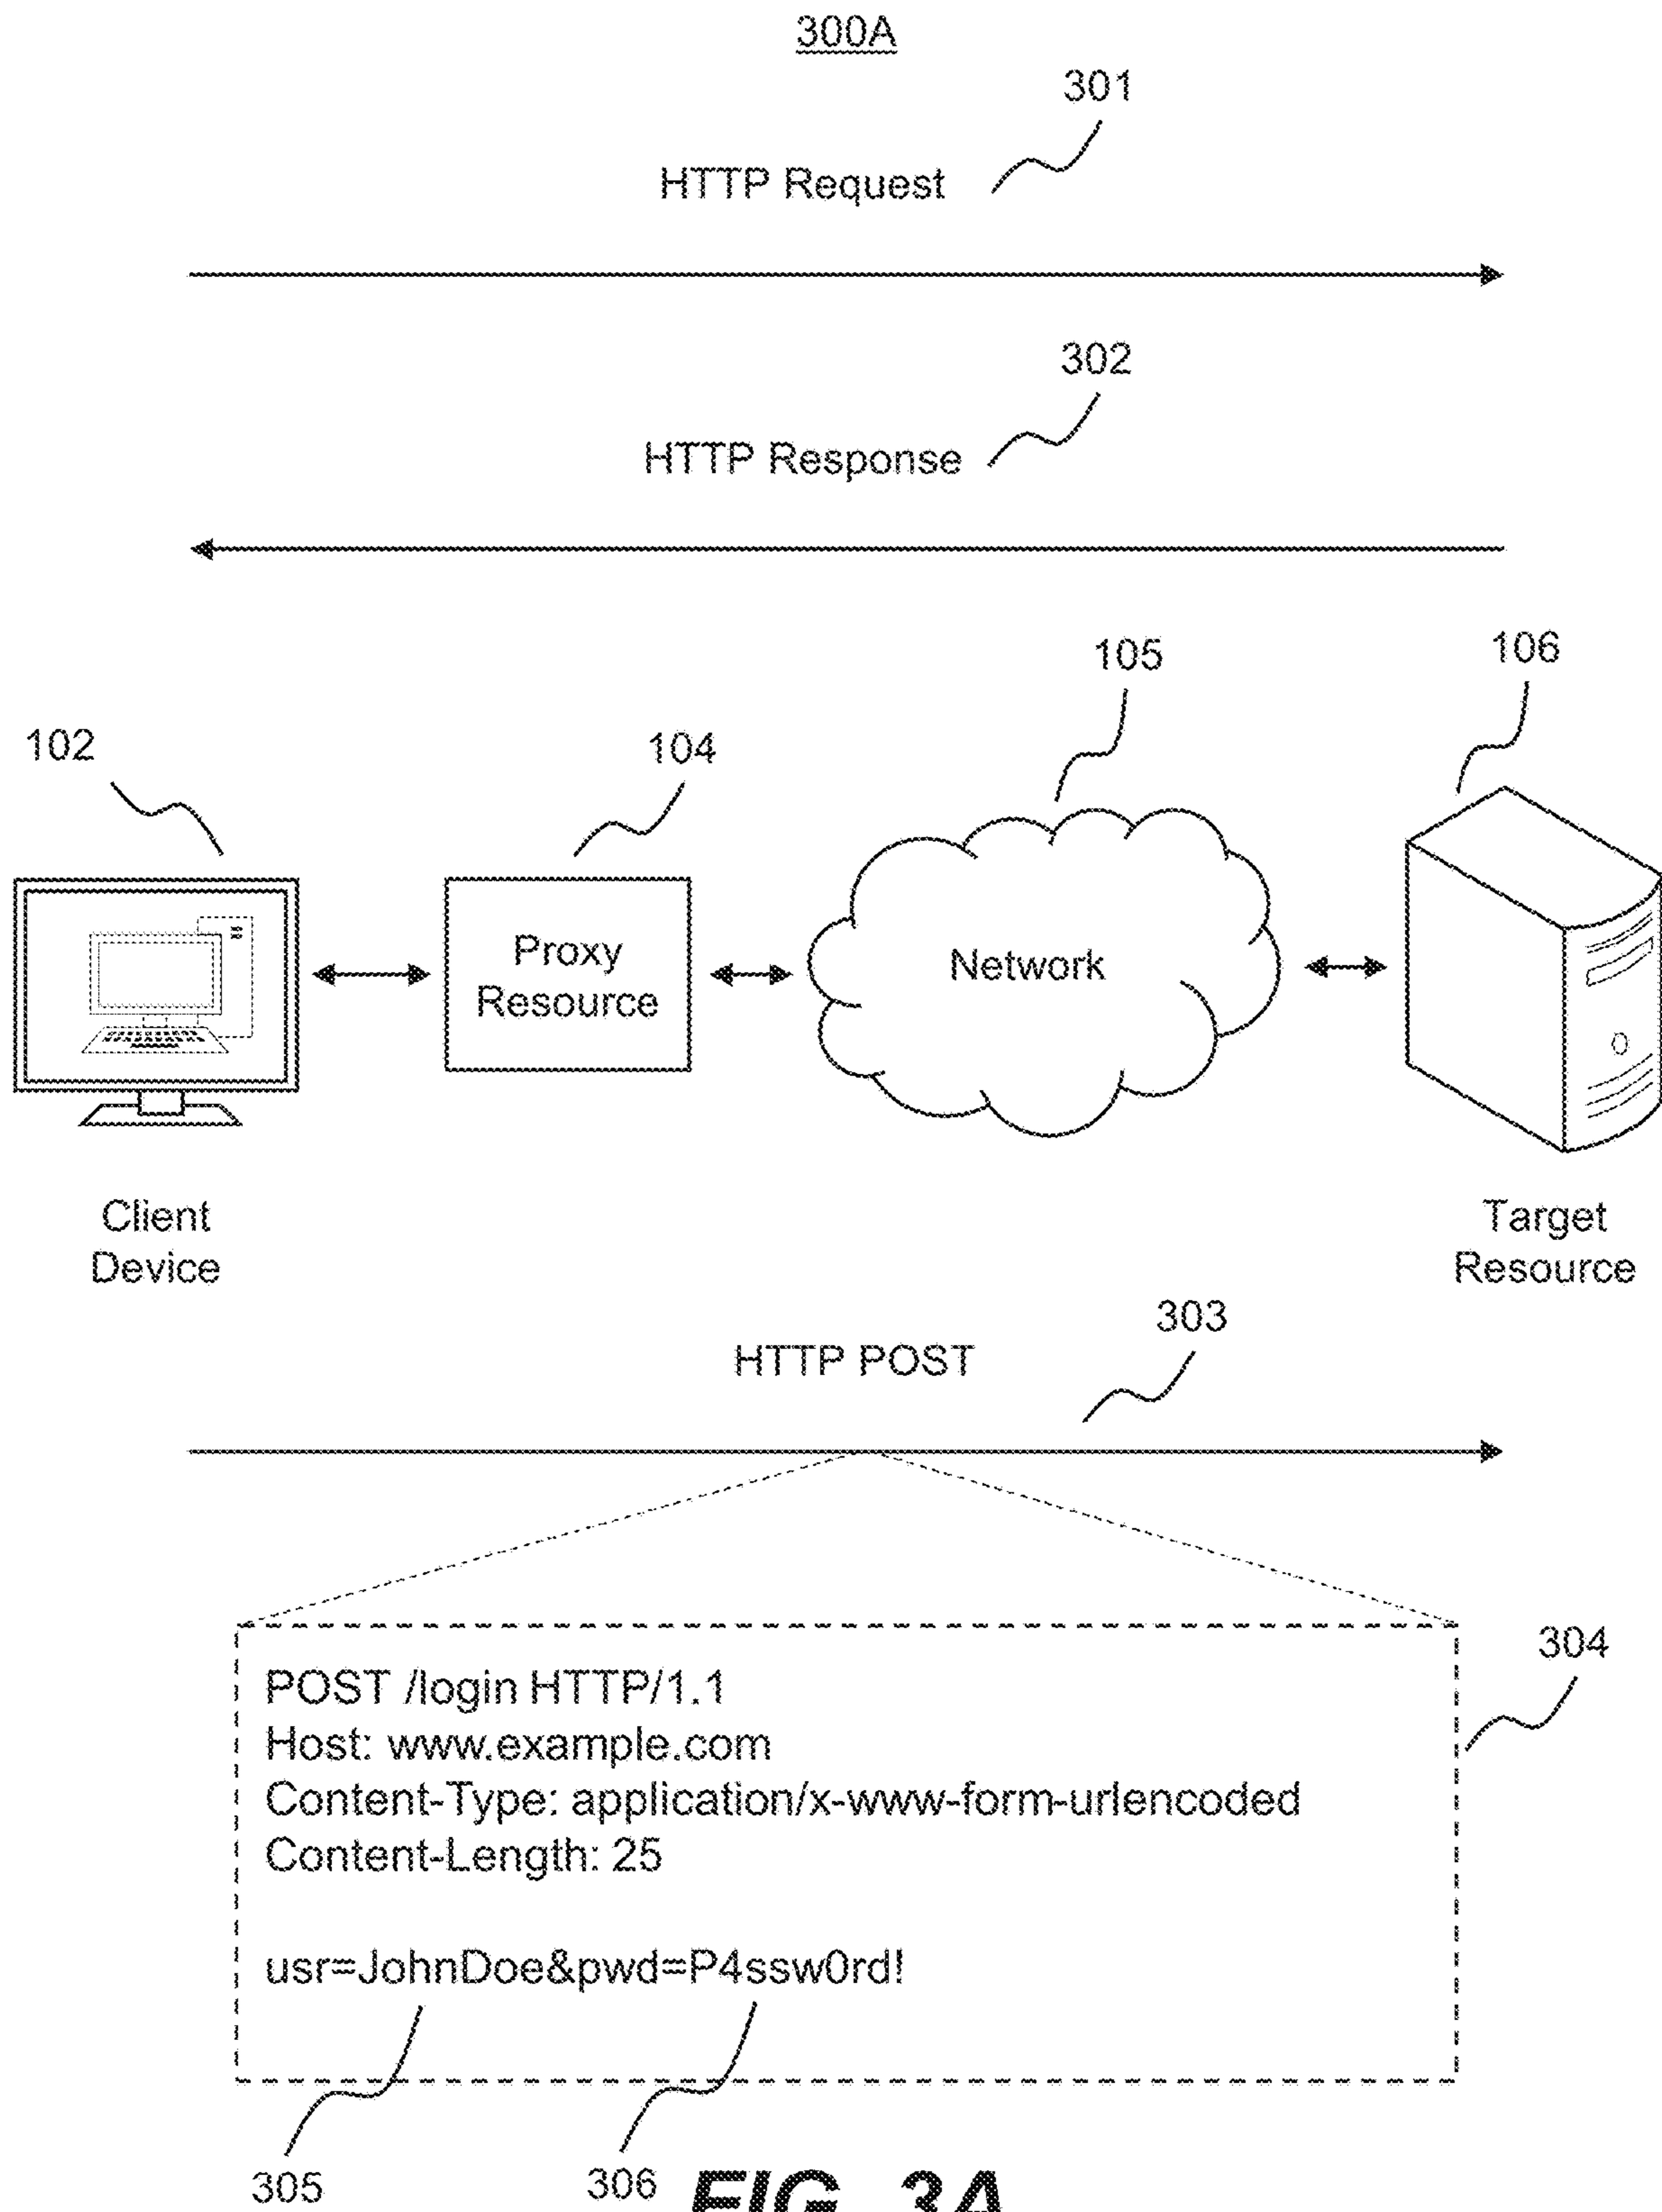 300A
301
HTTP Request
302
HTTP Response
105
106
102
104
Proxy
Resource
Network
Client
Device
Target
Resource
303
HTTP POST
304
POST /login HTTP/1.1
Host: www.example.com
Content-Type: application/x-www-form-urlencoded
Content-Length: 25
usr=JohnDoe&pwd=P4ssw0rd!
305
306
FIG. 3A